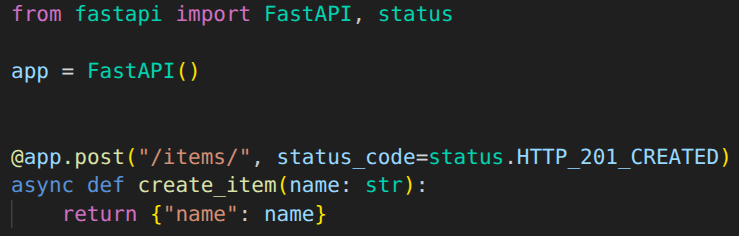 from fastapi import FastAPI, status
app = FastAPI()
@app.post("/items/", status_code=status.HTTP_201_CREATED)
async def create_item(name: str):
    return {"name": name}